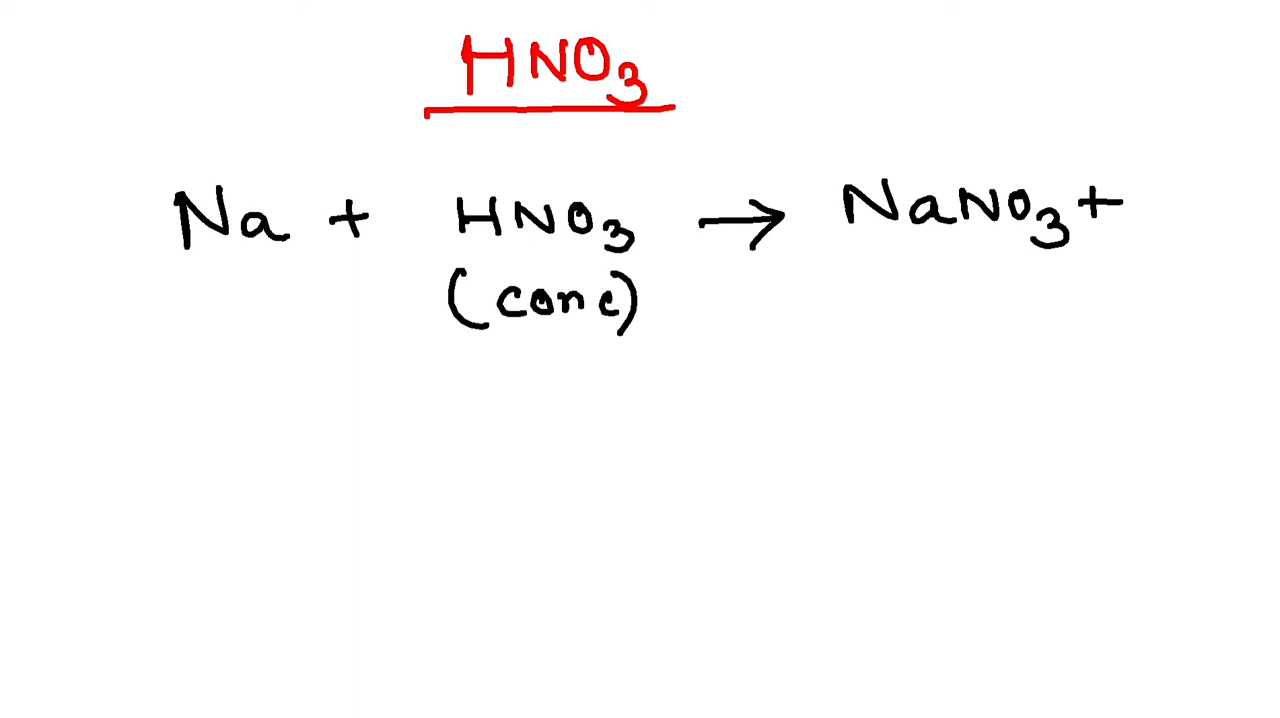 HNO3
Na + HNO3 → NaNO3 +
(conc)